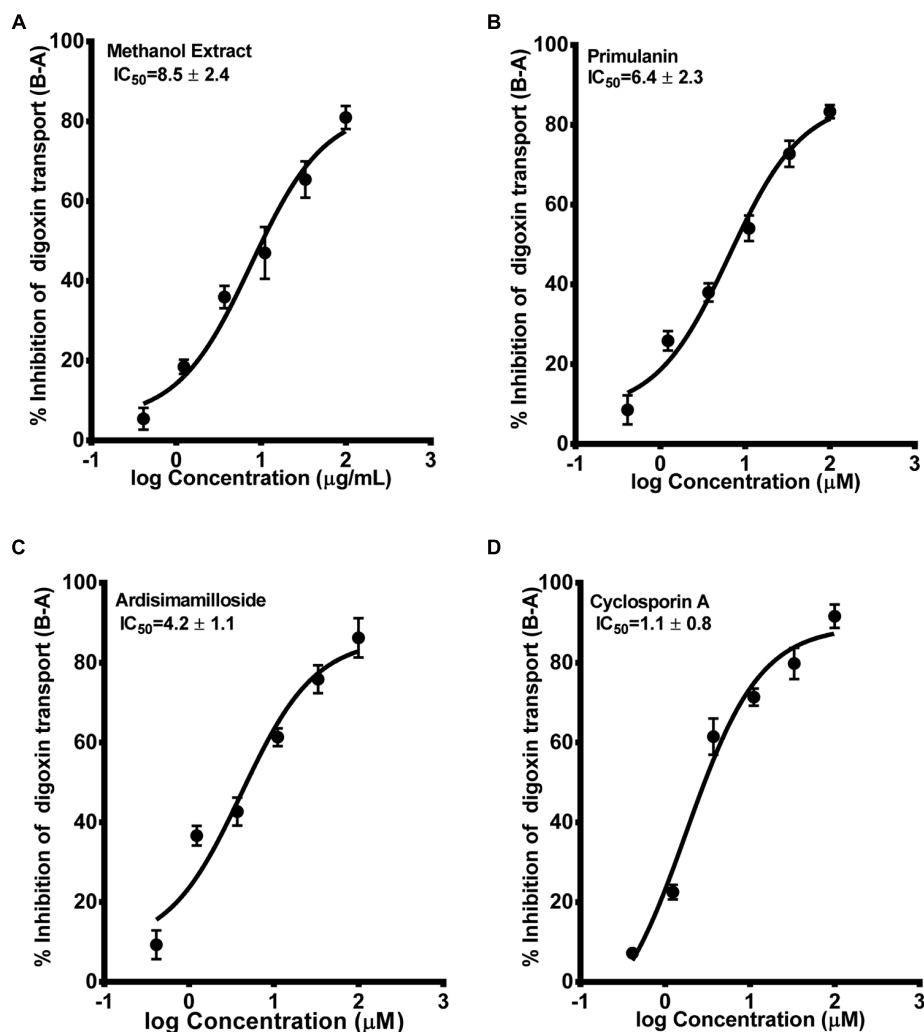 A
% Inhibition of digoxin transport (B-A)
Methanol Extract
IC50=8.5 ± 2.4
100
80
60
40
20
0
-1 0 1 2 3
log Concentration (μg/mL)
B
% Inhibition of digoxin transport (B-A)
Primulanin
IC50=6.4 ± 2.3
100
80
60
40
20
0
-1 0 1 2 3
log Concentration (μM)
C
% Inhibition of digoxin transport (B-A)
Ardisimamilloside
IC50=4.2 ± 1.1
100
80
60
40
20
0
-1 0 1 2 3
log Concentration (μM)
D
% Inhibition of digoxin transport (B-A)
Cyclosporin A
IC50=1.1 ± 0.8
100
80
60
40
20
0
-1 0 1 2 3
log Concentration (μM)